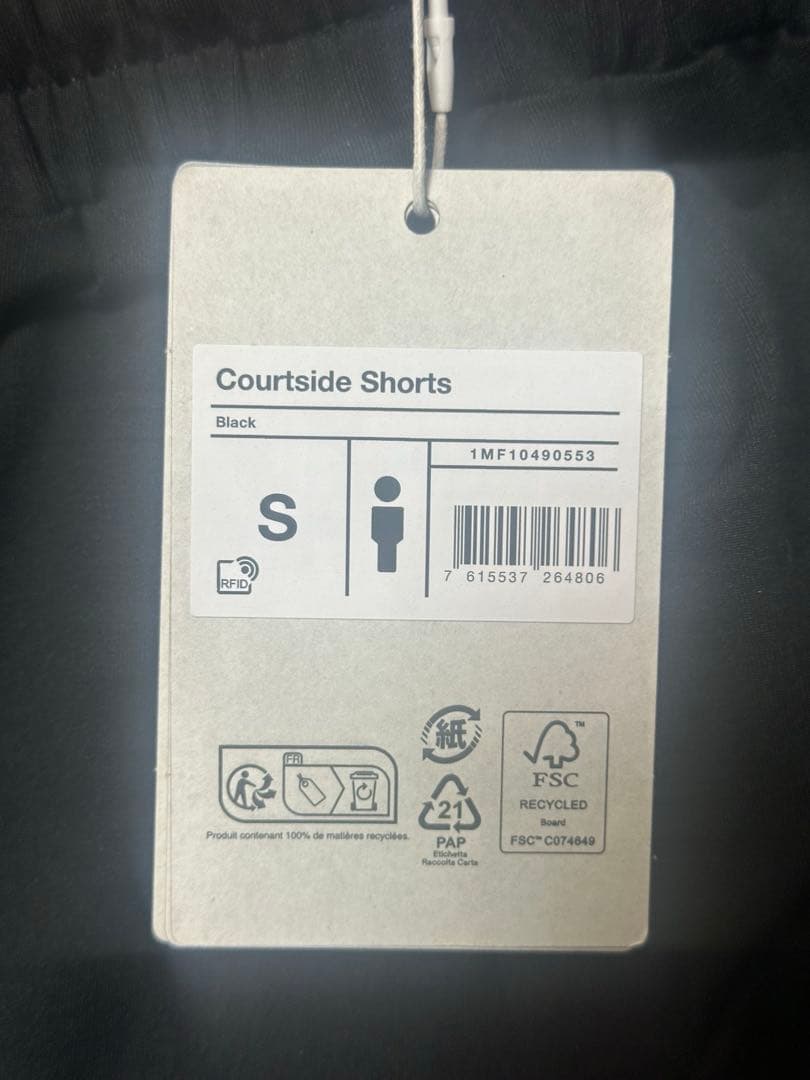 Courtside Shorts
Black
1MF10490553
S
RFID
7 615537 264806
FR
Produit contenant 100% de matières recyclées.
紙
21
PAP
Etichetta
Raccolta Carta
TM
FSC
RECYCLED
Board
FSC™ C074649